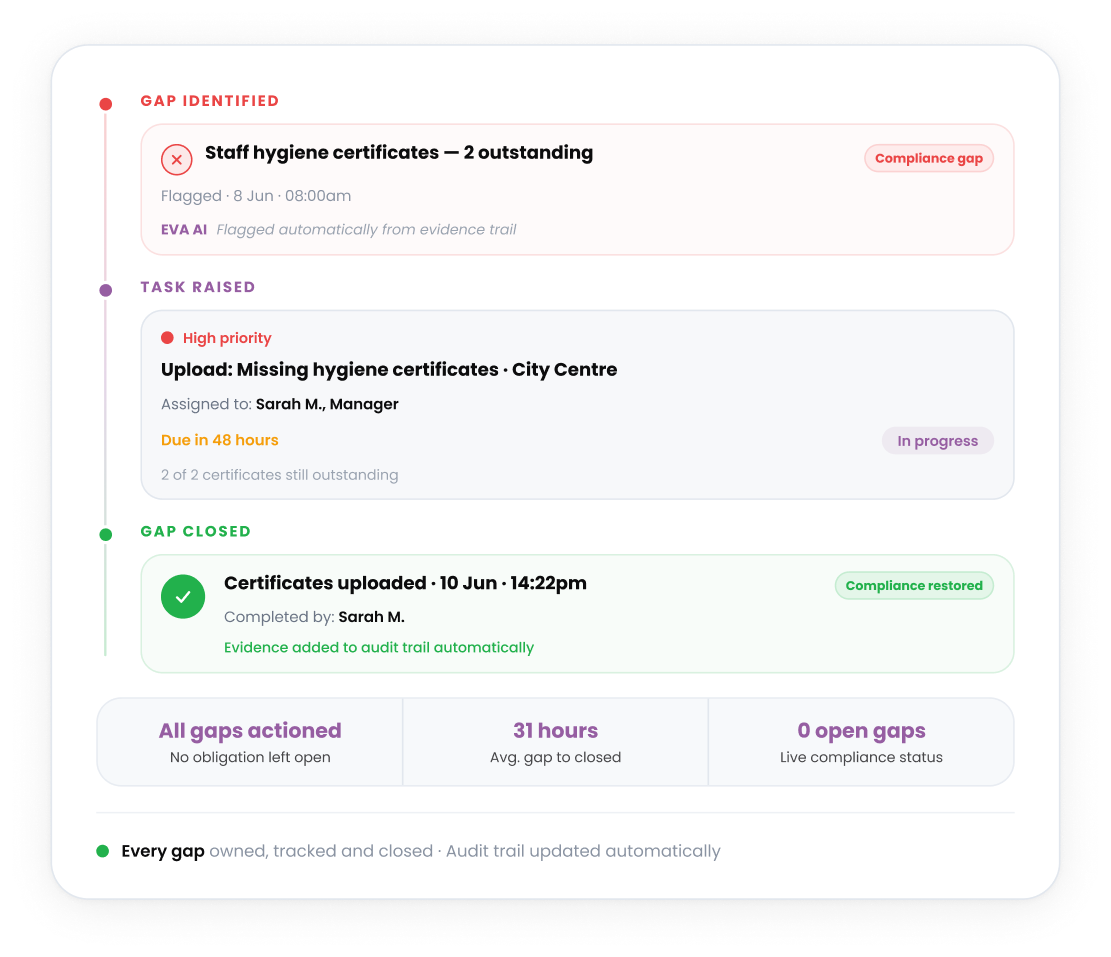 GAP IDENTIFIED
Staff hygiene certificates — 2 outstanding
Compliance gap
Flagged · 8 Jun · 08:00am
EVA AI Flagged automatically from evidence trail
TASK RAISED
High priority
Upload: Missing hygiene certificates · City Centre
Assigned to: Sarah M., Manager
Due in 48 hours
In progress
2 of 2 certificates still outstanding
GAP CLOSED
Certificates uploaded · 10 Jun · 14:22pm
Compliance restored
Completed by: Sarah M.
Evidence added to audit trail automatically
All gaps actioned
No obligation left open
31 hours
Avg. gap to closed
0 open gaps
Live compliance status
Every gap owned, tracked and closed · Audit trail updated automatically